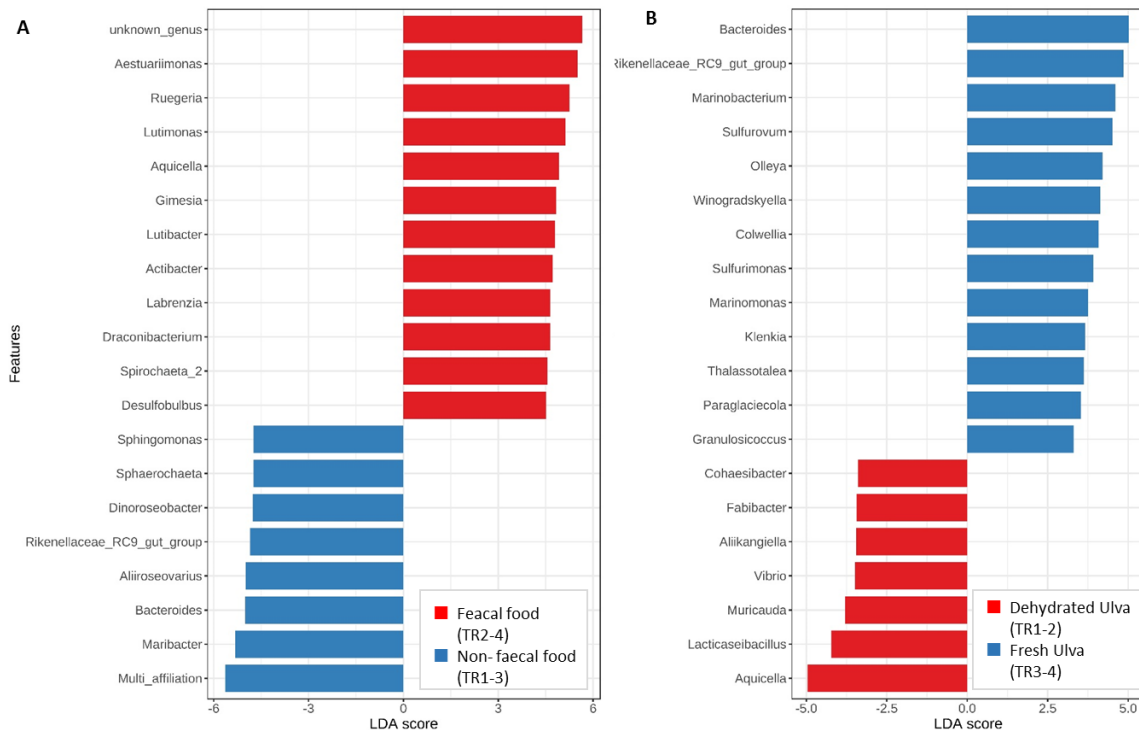 A
Features
unknown_genus
Aestuariimonas
Ruegeria
Lutimonas
Aquicella
Gimesia
Lutibacter
Actibacter
Labrenzia
Draconibacterium
Spirochaeta_2
Desulfobulbus
Sphingomonas
Sphaerochaeta
Dinoroseobacter
Rikenellaceae_RC9_gut_group
Aliiroseovarius
Bacteroides
Maribacter
Multi_affiliation
Feacal food
(TR2-4)
Non- faecal food
(TR1-3)
-6 -3 0 3 6
LDA score
B
Bacteroides
Rikenellaceae_RC9_gut_group
Marinobacterium
Sulfurovum
Olleya
Winogradskyella
Colwellia
Sulfurimonas
Marinomonas
Klenkia
Thalassotalea
Paraglaciecola
Granulosicoccus
Cohaesibacter
Fabibacter
Aliikangiella
Vibrio
Muricauda
Lacticaseibacillus
Aquicella
Dehydrated Ulva
(TR1-2)
Fresh Ulva
(TR3-4)
-5.0 -2.5 0.0 2.5 5.0
LDA score